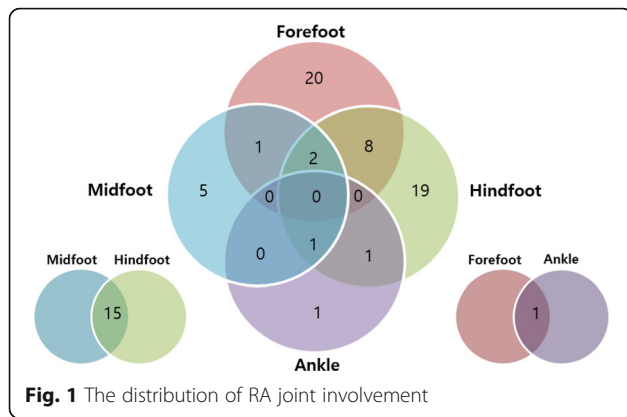 Forefoot
20
1
2
8
Midfoot
5
0
0
0
19
Hindfoot
0
1
1
Midfoot Hindfoot
15
Forefoot Ankle
1
1
Ankle
Fig. 1 The distribution of RA joint involvement